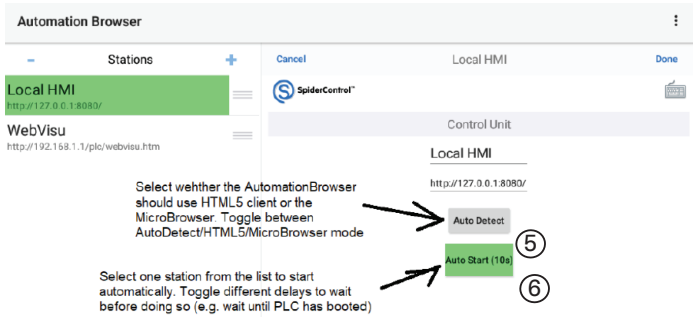 Automation Browser
- Stations +
Cancel Local HMI Done
Local HMI
http://127.0.0.1:8080/
SpiderControl™
WebVisu
http://192.168.1.1/plc/webvisu.htm
Control Unit
Local HMI
http://127.0.0.1:8080/
Select wehther the AutomationBrowser
should use HTML5 client or the
MicroBrowser. Toggle between
AutoDetect/HTML5/MicroBrowser mode
Auto Detect
5
Auto Start (10s)
6
Select one station from the list to start
automatically. Toggle different delays to wait
before doing so (e.g. wait until PLC has booted)